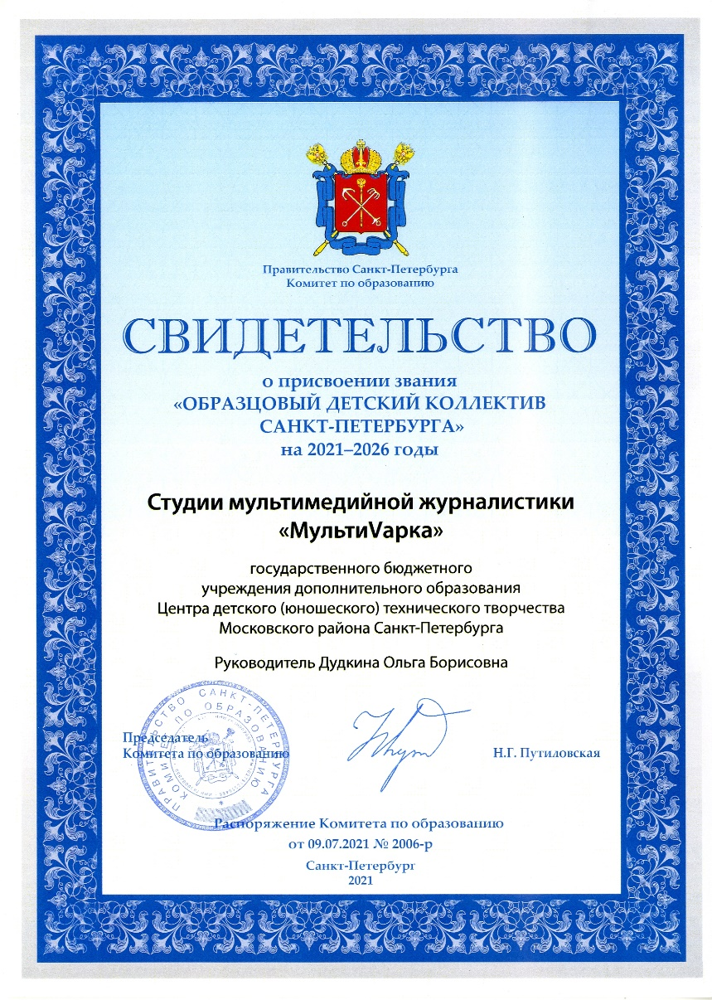 Правительство Санкт-Петербурга
Комитет по образованию
СВИДЕТЕЛЬСТВО
о присвоении звания
«ОБРАЗЦОВЫЙ ДЕТСКИЙ КОЛЛЕКТИВ
САНКТ-ПЕТЕРБУРГА»
на 2021–2026 годы
Студии мультимедийной журналистики
«МультиVарка»
государственного бюджетного
учреждения дополнительного образования
Центра детского (юношеского) технического творчества
Московского района Санкт-Петербурга
Руководитель Дудкина Ольга Борисовна
ПРАВИТЕЛЬСТВО САНКТ-ПЕТЕРБУРГА
КОМИТЕТ ПО ОБРАЗОВАНИЮ
Председатель
Комитета по образованию
Н.Г. Путиловская
Распоряжение Комитета по образованию
от 09.07.2021 № 2006-р
Санкт-Петербург
2021